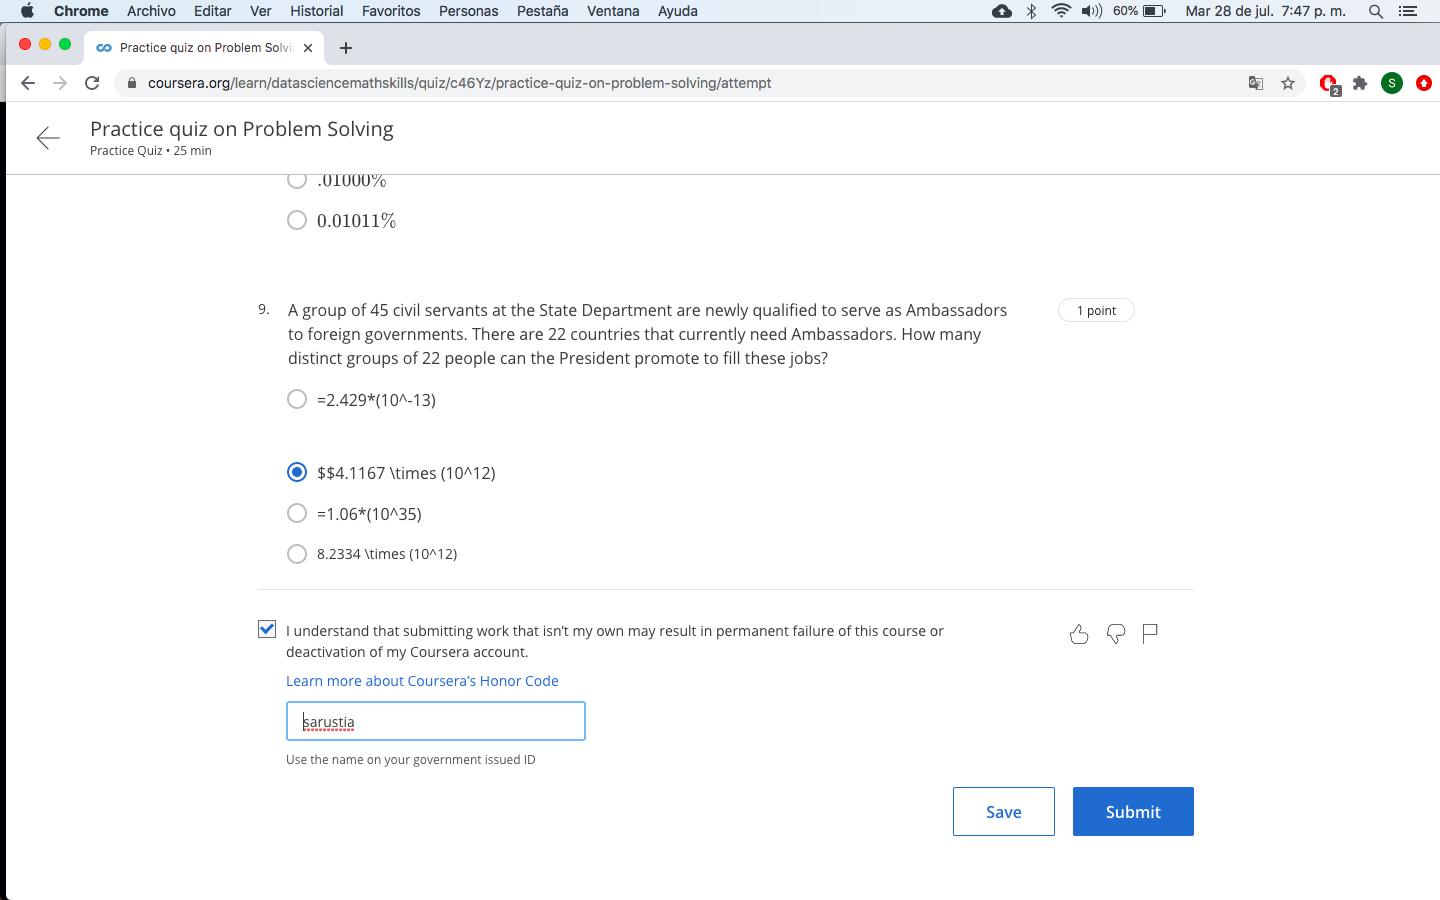 Chrome Archivo Editar Ver Historial Favoritos Personas Pestaña Ventana Ayuda 60% Mar 28 de jul. 7:47 p. m.
Practice quiz on Problem Solvi
coursera.org/learn/datasciencemathskills/quiz/c46Yz/practice-quiz-on-problem-solving/attempt
2
S
Practice quiz on Problem Solving
Practice Quiz • 25 min
.01000%
0.01011%
9. A group of 45 civil servants at the State Department are newly qualified to serve as Ambassadors 1 point
to foreign governments. There are 22 countries that currently need Ambassadors. How many
distinct groups of 22 people can the President promote to fill these jobs?
=2.429*(10^-13)
$$4.1167 \times (10^12)
=1.06*(10^35)
8.2334 \times (10^12)
I understand that submitting work that isn't my own may result in permanent failure of this course or
deactivation of my Coursera account.
Learn more about Coursera's Honor Code
sarustia
Use the name on your government issued ID
Save Submit